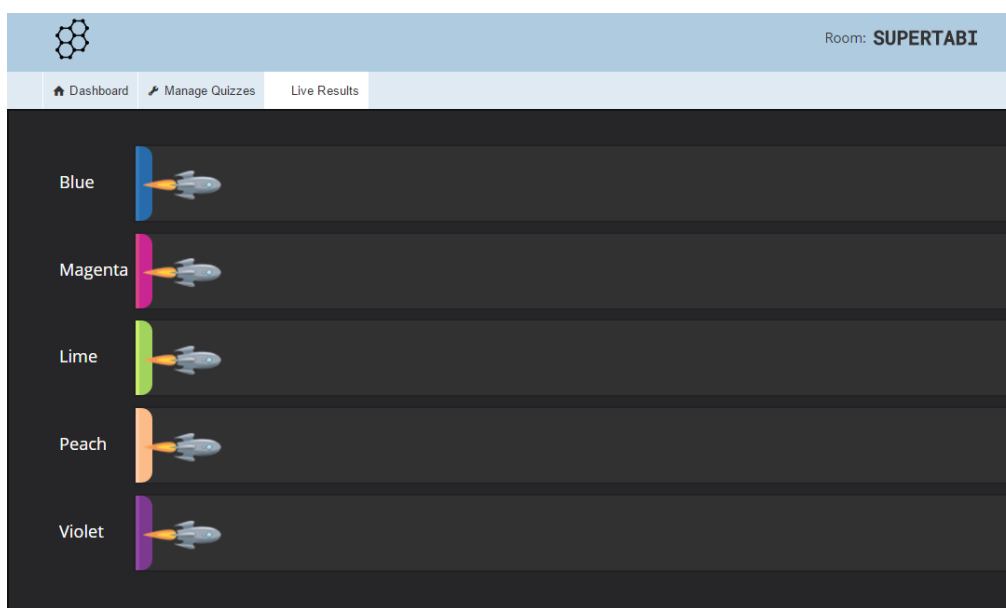 Room: SUPERTABI
Dashboard Manage Quizzes Live Results
Blue
Magenta
Lime
Peach
Violet